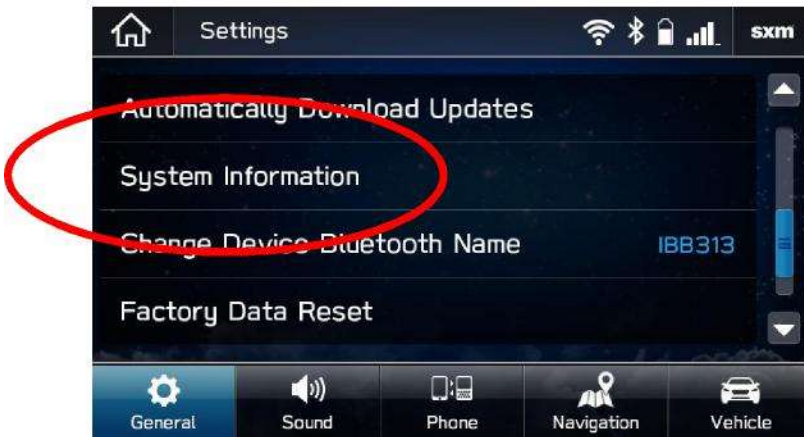 Settings
sxm
Automatically Download Updates
System Information
Change Device Bluetooth Name IBB313
Factory Data Reset
General Sound Phone Navigation Vehicle